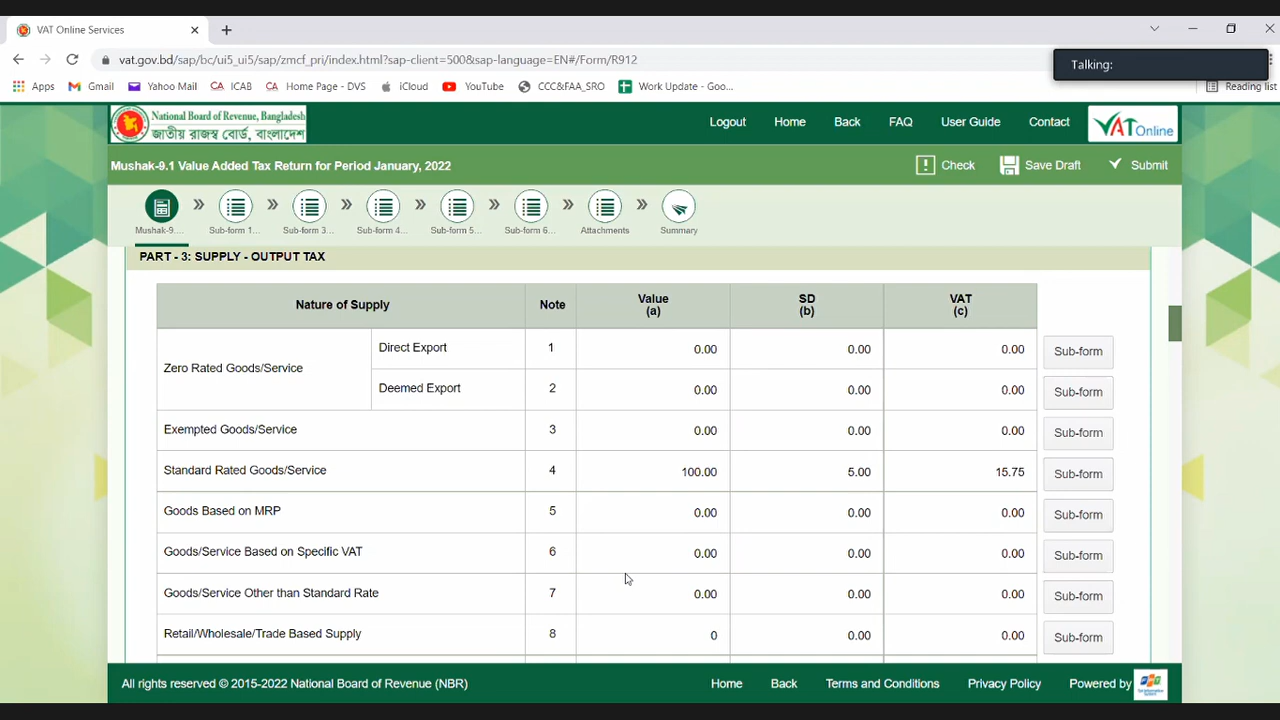 VAT Online Services
vat.gov.bd/sap/bc/ui5_ui5/sap/zmcf_pri/index.html?sap-client=500&sap-language=EN#/Form/R912
Talking:
Apps Gmail Yahoo Mail ICAB Home Page - DVS iCloud YouTube CCC&FAA_SRO Work Update - Goo... Reading list
National Board of Revenue, Bangladesh
জাতীয় রাজস্ব বোর্ড, বাংলাদেশ
Logout Home Back FAQ User Guide Contact VAT Online
Mushak-9.1 Value Added Tax Return for Period January, 2022 Check Save Draft Submit
Mushak-9.... Sub-form 1... Sub-form 3... Sub-form 4... Sub-form 5... Sub-form 6... Attachments Summary
PART - 3: SUPPLY - OUTPUT TAX
Nature of Supply Note Value (a) SD (b) VAT (c)
Zero Rated Goods/Service
Direct Export 1 0.00 0.00 0.00 Sub-form
Deemed Export 2 0.00 0.00 0.00 Sub-form
Exempted Goods/Service 3 0.00 0.00 0.00 Sub-form
Standard Rated Goods/Service 4 100.00 5.00 15.75 Sub-form
Goods Based on MRP 5 0.00 0.00 0.00 Sub-form
Goods/Service Based on Specific VAT 6 0.00 0.00 0.00 Sub-form
Goods/Service Other than Standard Rate 7 0.00 0.00 0.00 Sub-form
Retail/Wholesale/Trade Based Supply 8 0 0.00 0.00 Sub-form
All rights reserved © 2015-2022 National Board of Revenue (NBR) Home Back Terms and Conditions Privacy Policy Powered by FPT